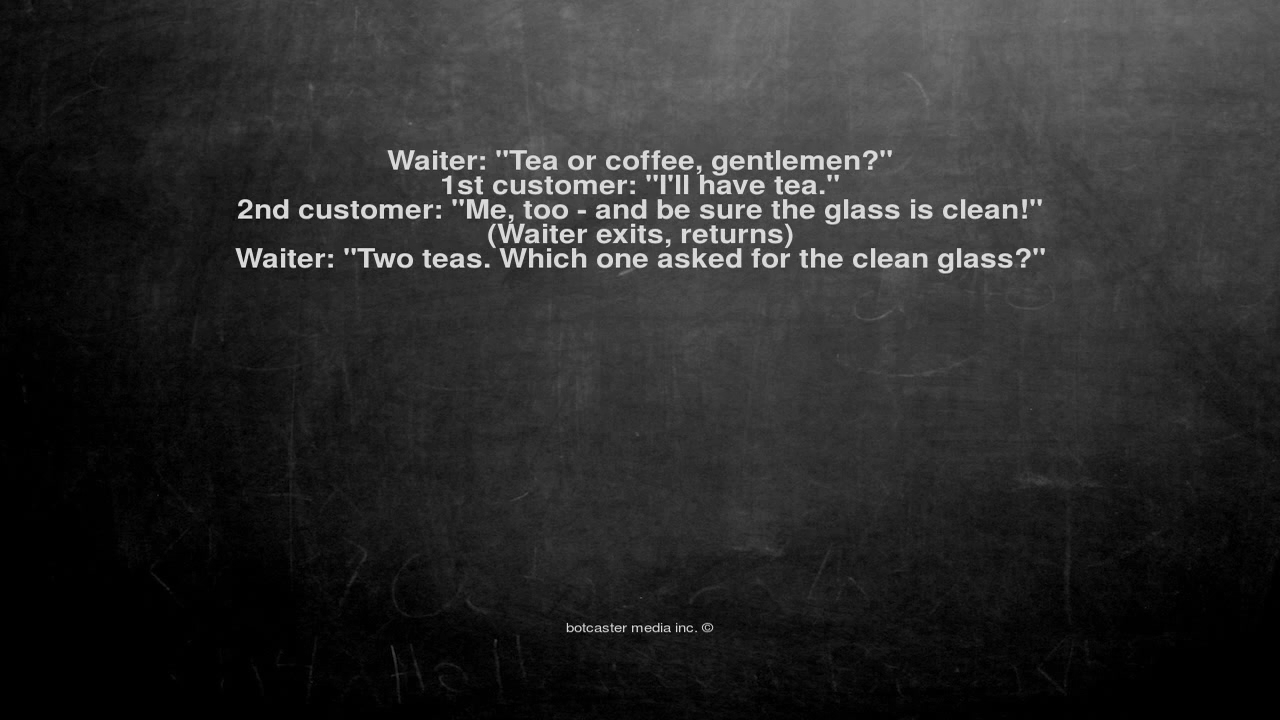 Waiter: "Tea or coffee, gentlemen?"
1st customer: "I'll have tea."
2nd customer: "Me, too - and be sure the glass is clean!"
(Waiter exits, returns)
Waiter: "Two teas. Which one asked for the clean glass?"
botcaster media inc. ©